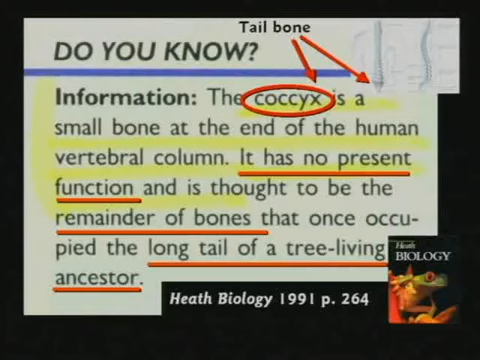 Tail bone
DO YOU KNOW?
Information: The coccyx is a
small bone at the end of the human
vertebral column. It has no present
function and is thought to be the
remainder of bones that once occu-
pied the long tail of a tree-living
ancestor.
Heath
BIOLOGY
Heath Biology 1991 p. 264